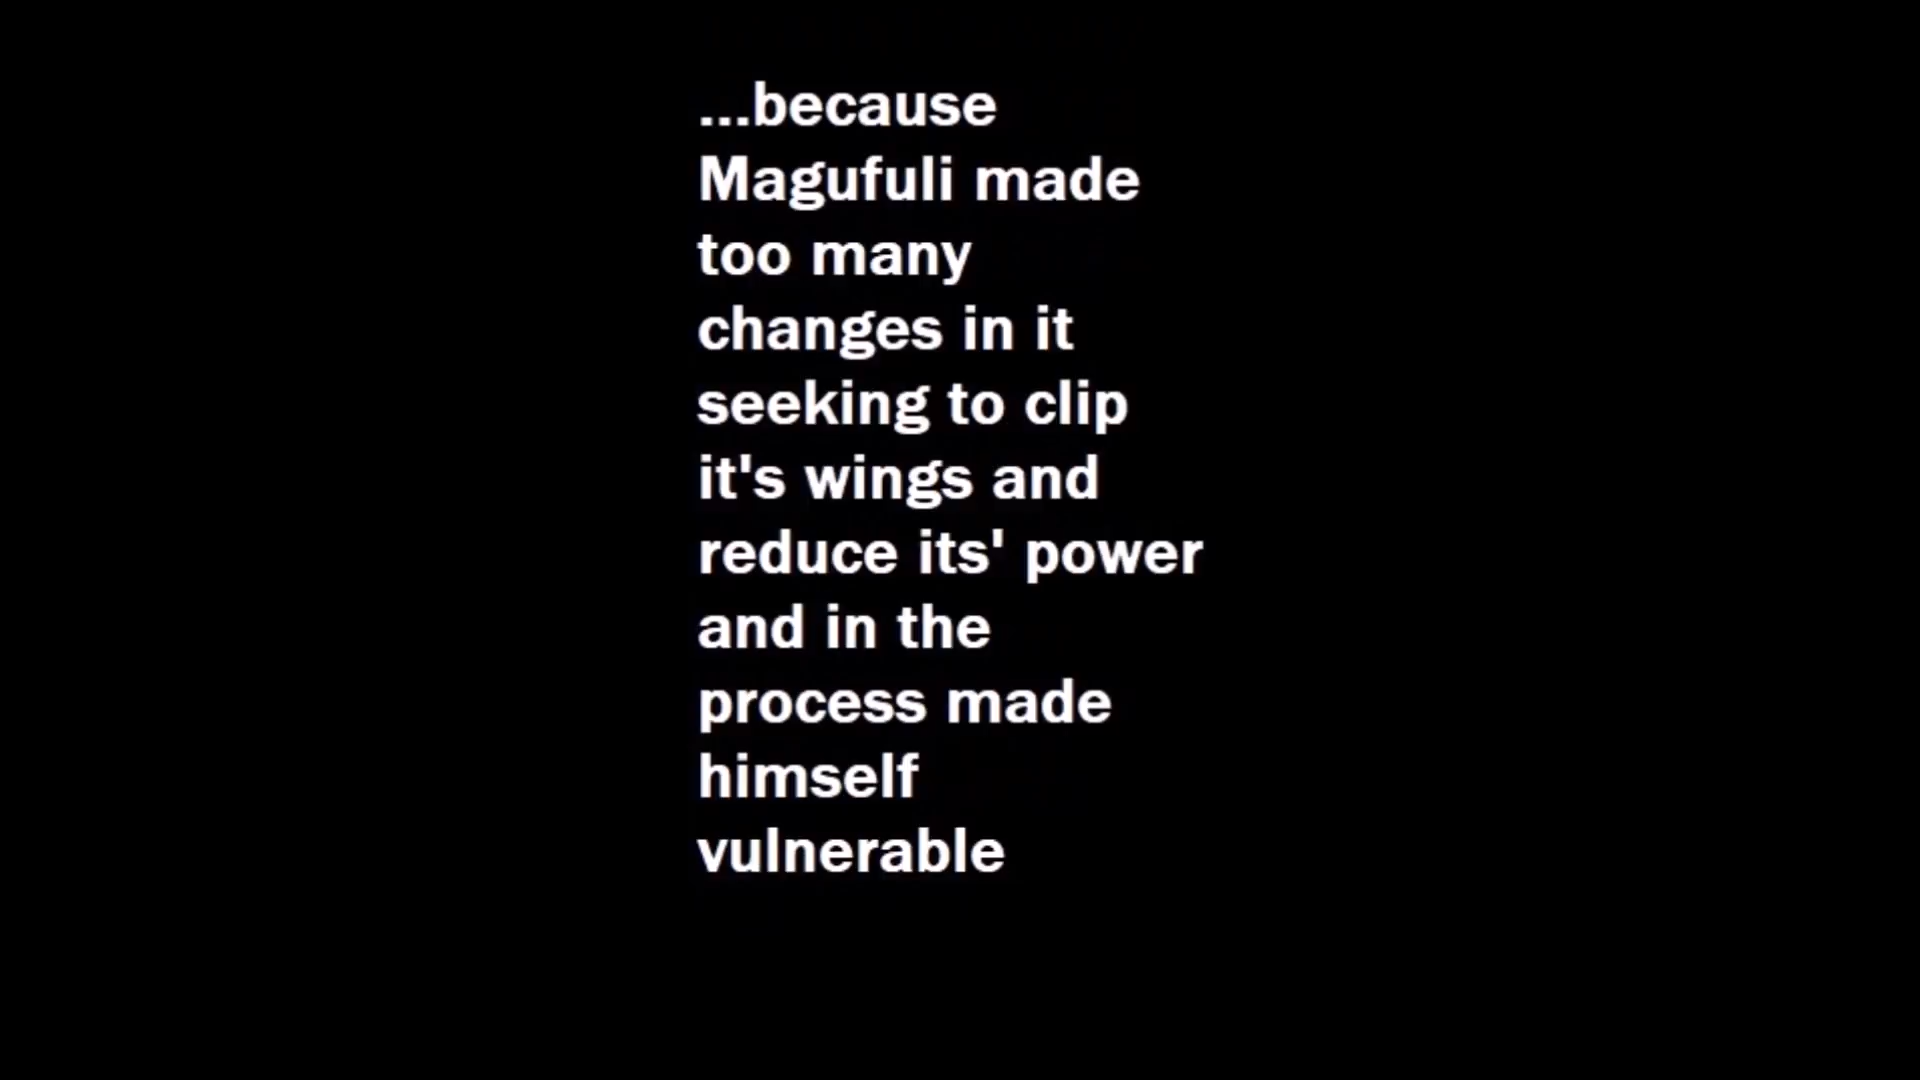 ...because
Magufuli made
too many
changes in it
seeking to clip
it's wings and
reduce its' power
and in the
process made
himself
vulnerable